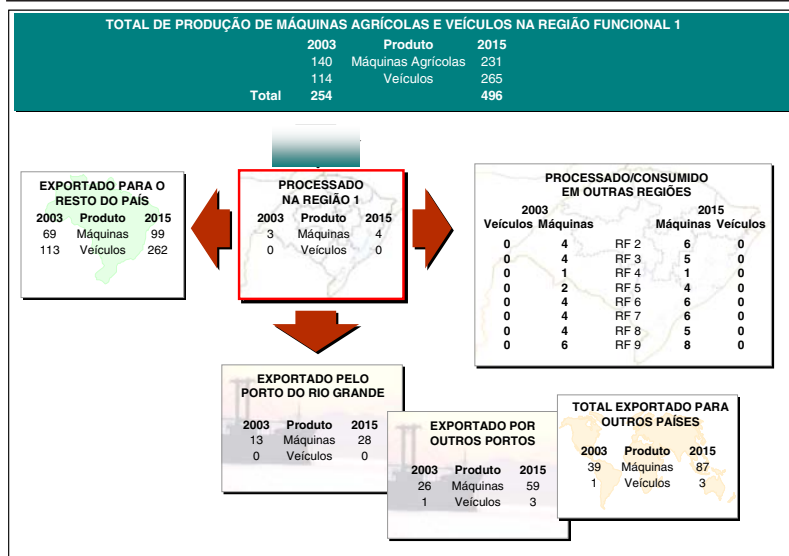 TOTAL DE PRODUÇÃO DE MÁQUINAS AGRÍCOLAS E VEÍCULOS NA REGIÃO FUNCIONAL 1
2003 Produto 2015
140 Máquinas Agrícolas 231
114 Veículos 265
Total 254 496
EXPORTADO PARA O
RESTO DO PAÍS
2003 Produto 2015
69 Máquinas 99
113 Veículos 262
PROCESSADO
NA REGIÃO 1
2003 Produto 2015
3 Máquinas 4
0 Veículos 0
PROCESSADO/CONSUMIDO
EM OUTRAS REGIÕES
2003 2015
Veículos Máquinas Máquinas Veículos
0 4 RF 2 6 0
0 4 RF 3 5 0
0 1 RF 4 1 0
0 2 RF 5 4 0
0 4 RF 6 6 0
0 4 RF 7 6 0
0 4 RF 8 5 0
0 6 RF 9 8 0
EXPORTADO PELO
PORTO DO RIO GRANDE
2003 Produto 2015
13 Máquinas 28
0 Veículos 0
EXPORTADO POR
OUTROS PORTOS
2003 Produto 2015
26 Máquinas 59
1 Veículos 3
TOTAL EXPORTADO PARA
OUTROS PAÍSES
2003 Produto 2015
39 Máquinas 87
1 Veículos 3